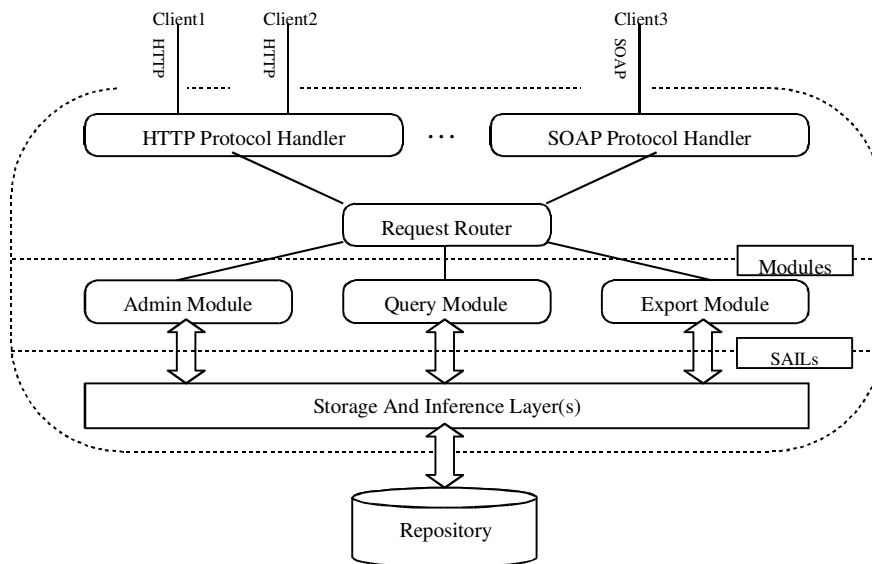 Client1
Client2
Client3
HTTP
HTTP
SOAP
HTTP Protocol Handler
...
SOAP Protocol Handler
Request Router
Modules
Admin Module
Query Module
Export Module
SAILs
Storage And Inference Layer(s)
Repository